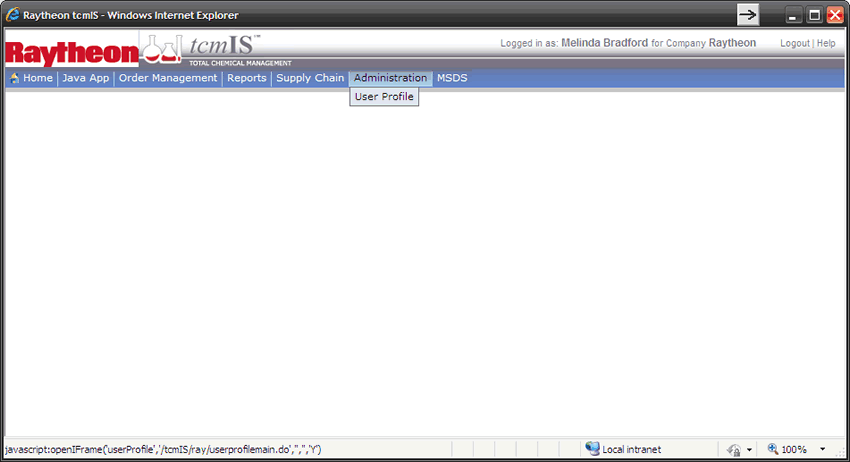 Raytheon tcmIS - Windows Internet Explorer
Raytheon tcmIS™
TOTAL CHEMICAL MANAGEMENT
Logged in as: Melinda Bradford for Company Raytheon Logout | Help
Home | Java App | Order Management | Reports | Supply Chain | Administration | MSDS
User Profile
javascript:openIFrame('userProfile','/tcmIS/ray/userprofilemain.do','','','Y') Local intranet 100%